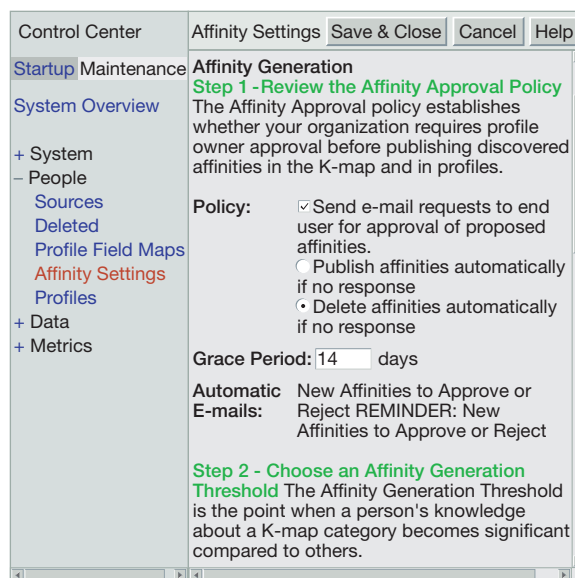 Control Center
Startup Maintenance
System Overview
+ System
– People
Sources
Deleted
Profile Field Maps
Affinity Settings
Profiles
+ Data
+ Metrics
Affinity Settings Save & Close Cancel Help
Affinity Generation
Step 1 -Review the Affinity Approval Policy
The Affinity Approval policy establishes
whether your organization requires profile
owner approval before publishing discovered
affinities in the K-map and in profiles.
Policy: Send e-mail requests to end
user for approval of proposed
affinities.
Publish affinities automatically
if no response
Delete affinities automatically
if no response
Grace Period: 14 days
Automatic New Affinities to Approve or
E-mails: Reject REMINDER: New
Affinities to Approve or Reject
Step 2 - Choose an Affinity Generation
Threshold The Affinity Generation Threshold
is the point when a person's knowledge
about a K-map category becomes significant
compared to others.